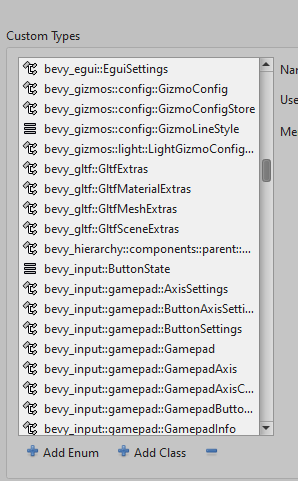 Custom Types
Nar
bevy_egui::EguiSettings
bevy_gizmos::config::GizmoConfig
Use
bevy_gizmos::config::GizmoConfigStore
bevy_gizmos::config::GizmoLineStyle
Me
bevy_gizmos::light::LightGizmoConfig...
bevy_gltf::GltfExtras
bevy_gltf::GltfMaterialExtras
bevy_gltf::GltfMeshExtras
bevy_gltf::GltfSceneExtras
bevy_hierarchy::components::parent::...
bevy_input::ButtonState
bevy_input::gamepad::AxisSettings
bevy_input::gamepad::ButtonAxisSetti...
bevy_input::gamepad::ButtonSettings
bevy_input::gamepad::Gamepad
bevy_input::gamepad::GamepadAxis
bevy_input::gamepad::GamepadAxisC...
bevy_input::gamepad::GamepadButto...
bevy_input::gamepad::GamepadInfo
Add Enum
Add Class